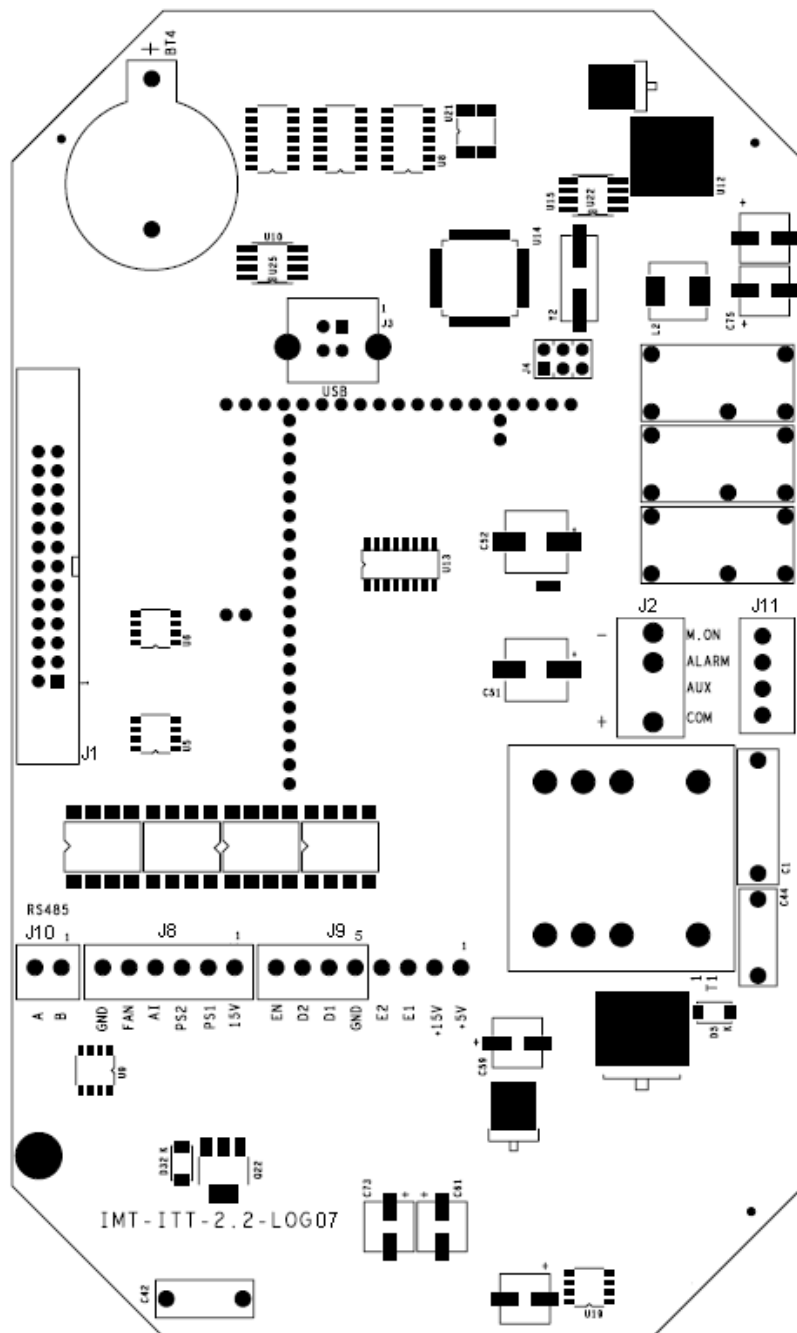 +
BT4
U21
U8
U12
U15
U22
U10
U25
U14
+
1
J3
Y2
L2
C75
+
J4
USB
C52
+
U13
J2
J11
U6
1
-
M.ON
ALARM
AUX
COM
+
C51
+
U5
J1
C1
C44
RS485
J10
1
J8
1
J9
5
1
A
B
GND
FAN
AI
PS2
PS1
15V
EN
D2
D1
GND
E2
E1
+15V
+5V
1
T1
D5
K
+
C59
U9
D32
K
Q22
C73
+
+
C61
IMT-ITT-2.2-LOG07
C42
+
U19